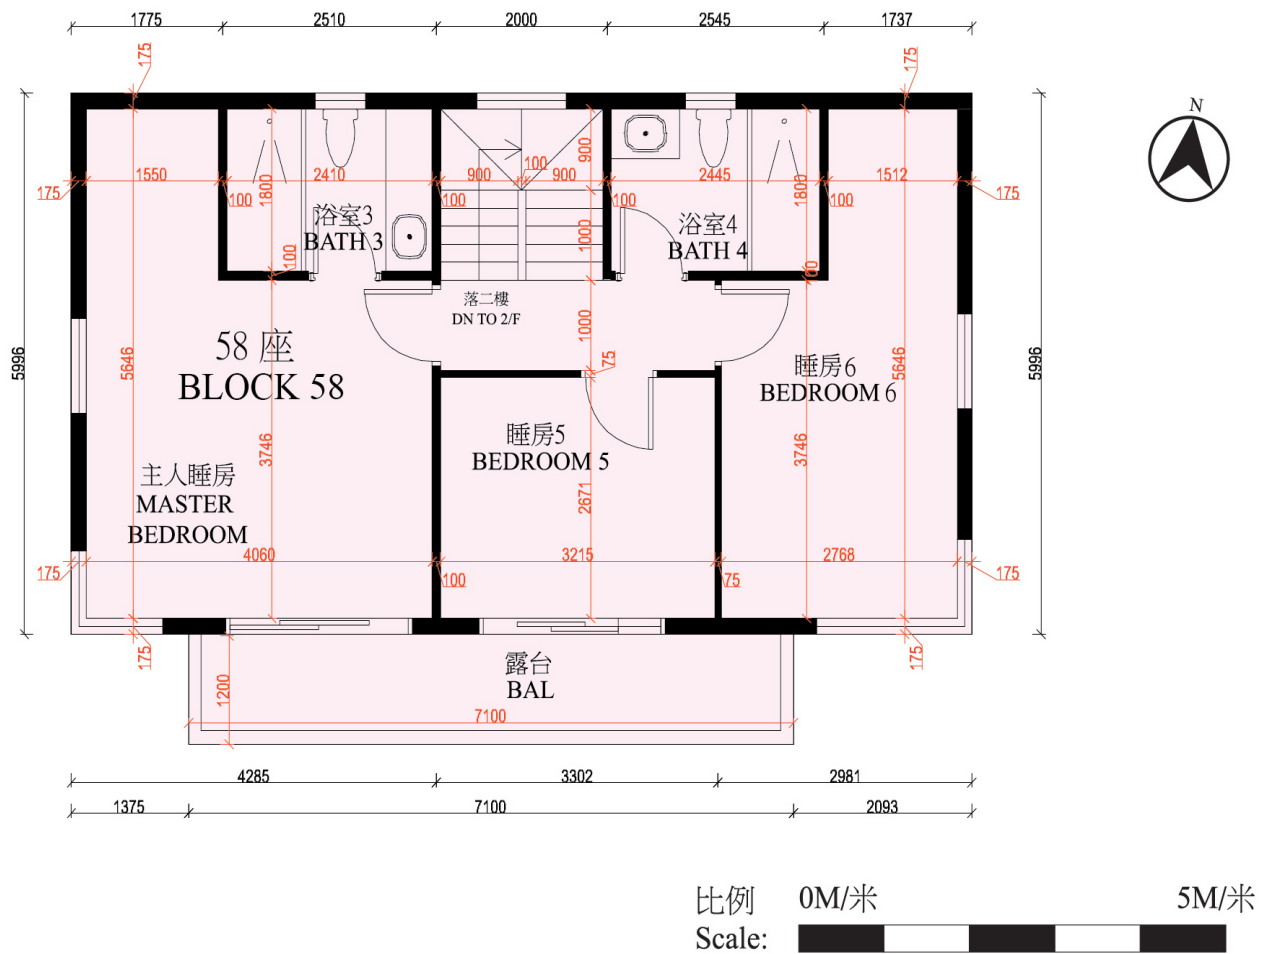 1775 2510 2000 2545 1737
175 175
N
900
100
1550 2410 900 900 2445 1512
175 175
100 1800 100 100 1800 100
浴室3
BATH 3
浴室4
BATH 4
1000
100
落二樓
DN TO 2/F
1000
75
58 座
BLOCK 58
5996 5646 5646 5996
睡房6
BEDROOM 6
睡房5
BEDROOM 5
3746 3746
主人睡房
MASTER
BEDROOM
2671
4060 3215 2768
175 100 75 175
175 175
露台
BAL
1200
7100
4285 3302 2981
1375 7100 2093
比例 0M/米 5M/米
Scale: